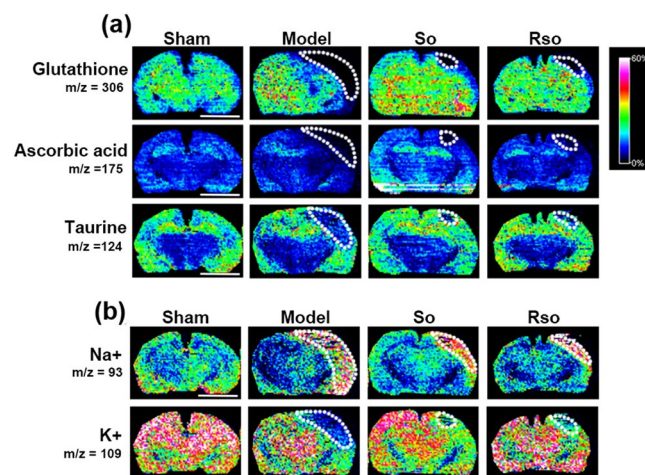 (a)
Sham Model So Rso
Glutathione
m/z = 306
60%
0%
Ascorbic acid
m/z =175
Taurine
m/z =124
(b)
Sham Model So Rso
Na+
m/z = 93
K+
m/z =109